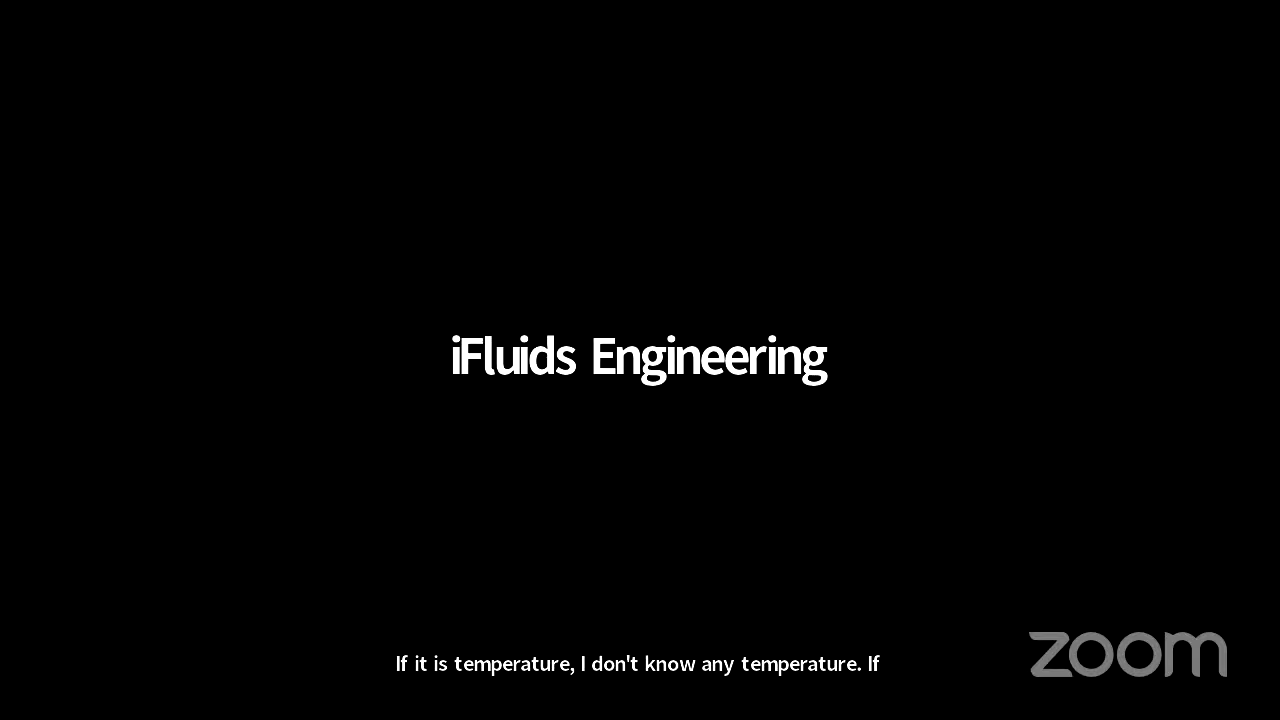 iFluids Engineering
If it is temperature, I don't know any temperature. If
zoom